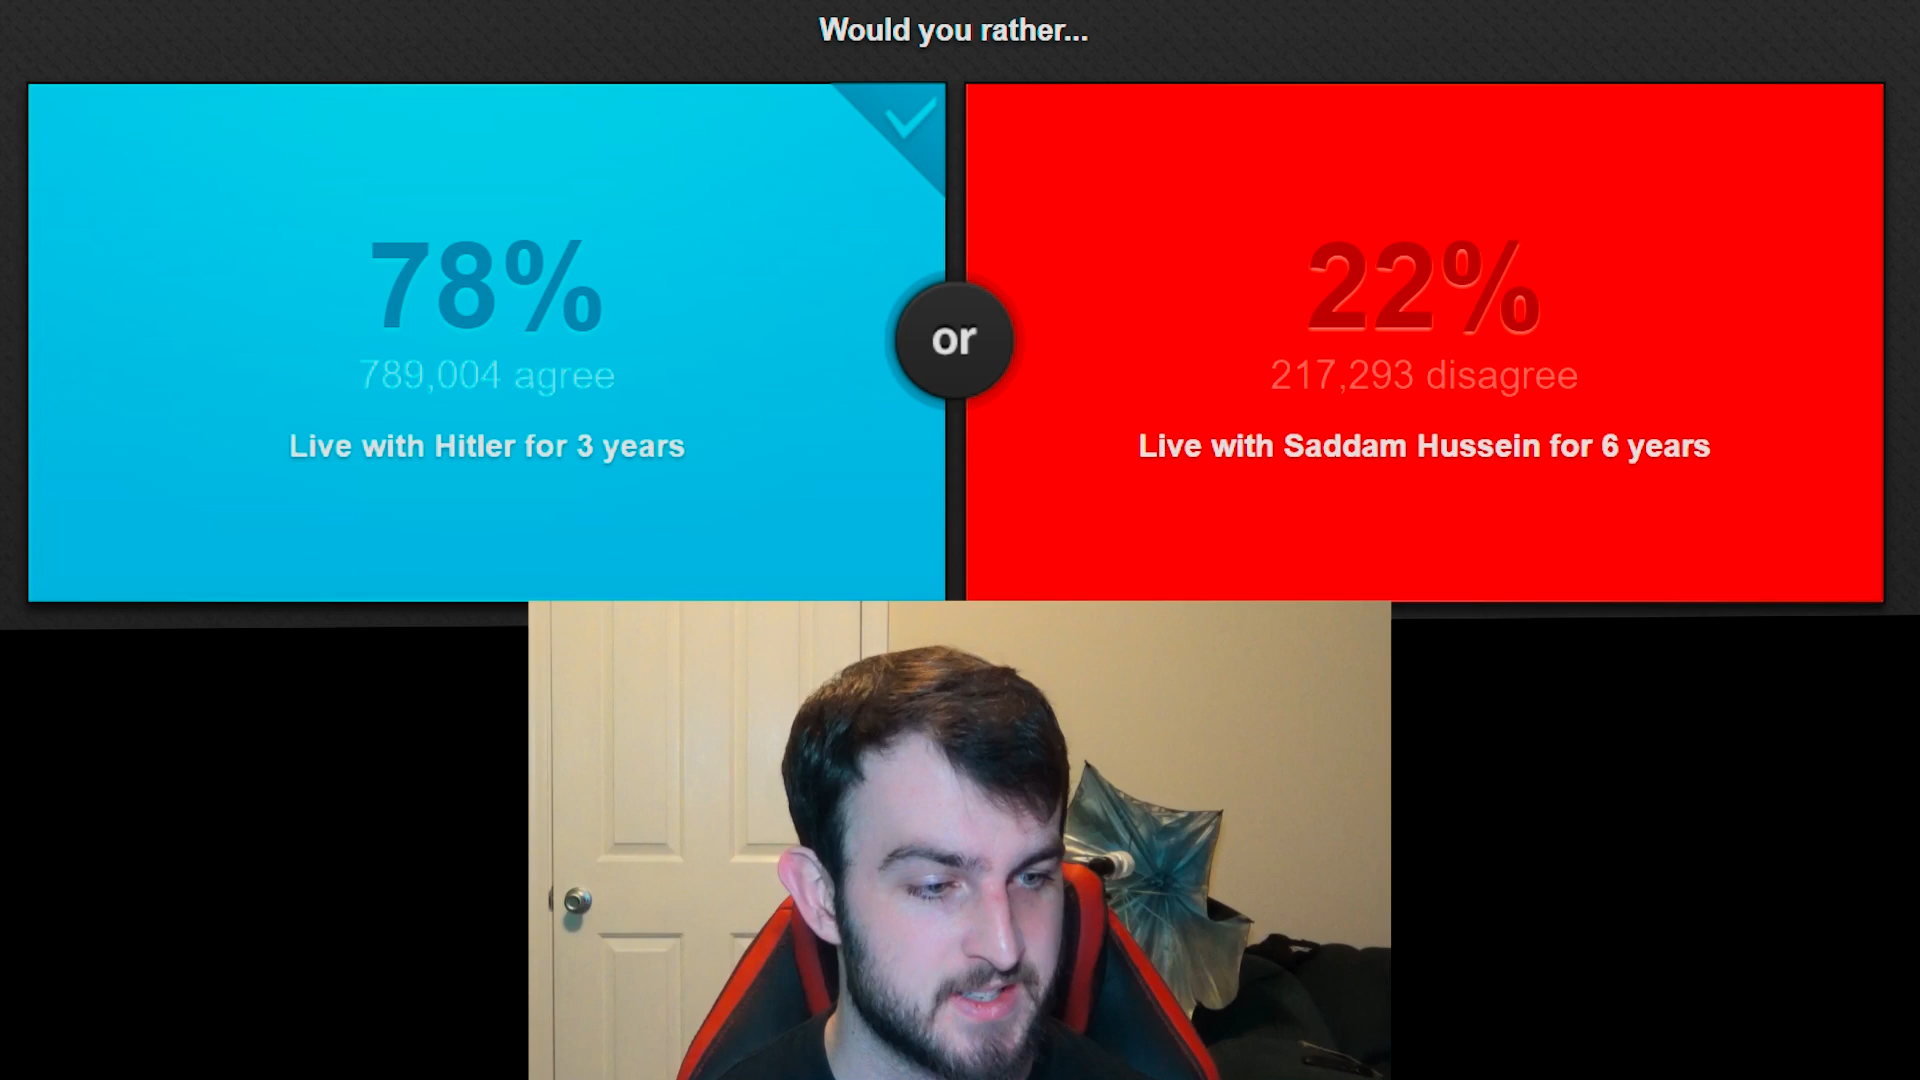 Would you rather...
78%
789,004 agree
Live with Hitler for 3 years
or
22%
217,293 disagree
Live with Saddam Hussein for 6 years